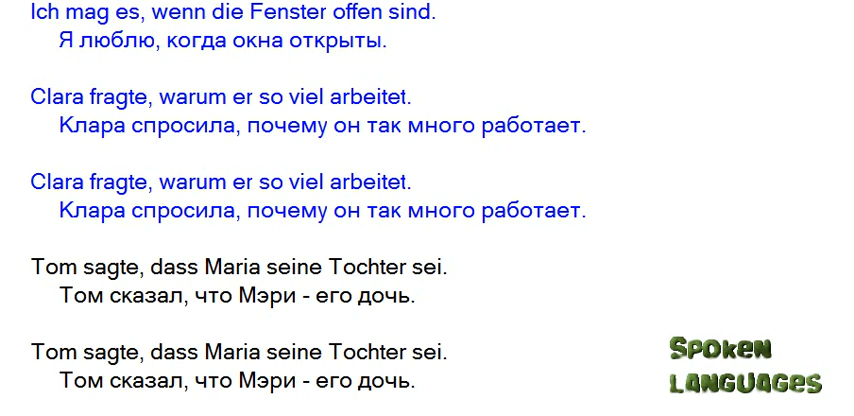 Ich mag es, wenn die Fenster offen sind.
Я люблю, когда окна открыты.
Clara fragte, warum er so viel arbeitet.
Клара спросила, почему он так много работает.
Clara fragte, warum er so viel arbeitet.
Клара спросила, почему он так много работает.
Tom sagte, dass Maria seine Tochter sei.
Том сказал, что Мэри - его дочь.
Tom sagte, dass Maria seine Tochter sei.
Том сказал, что Мэри - его дочь.
Spoken
Languages